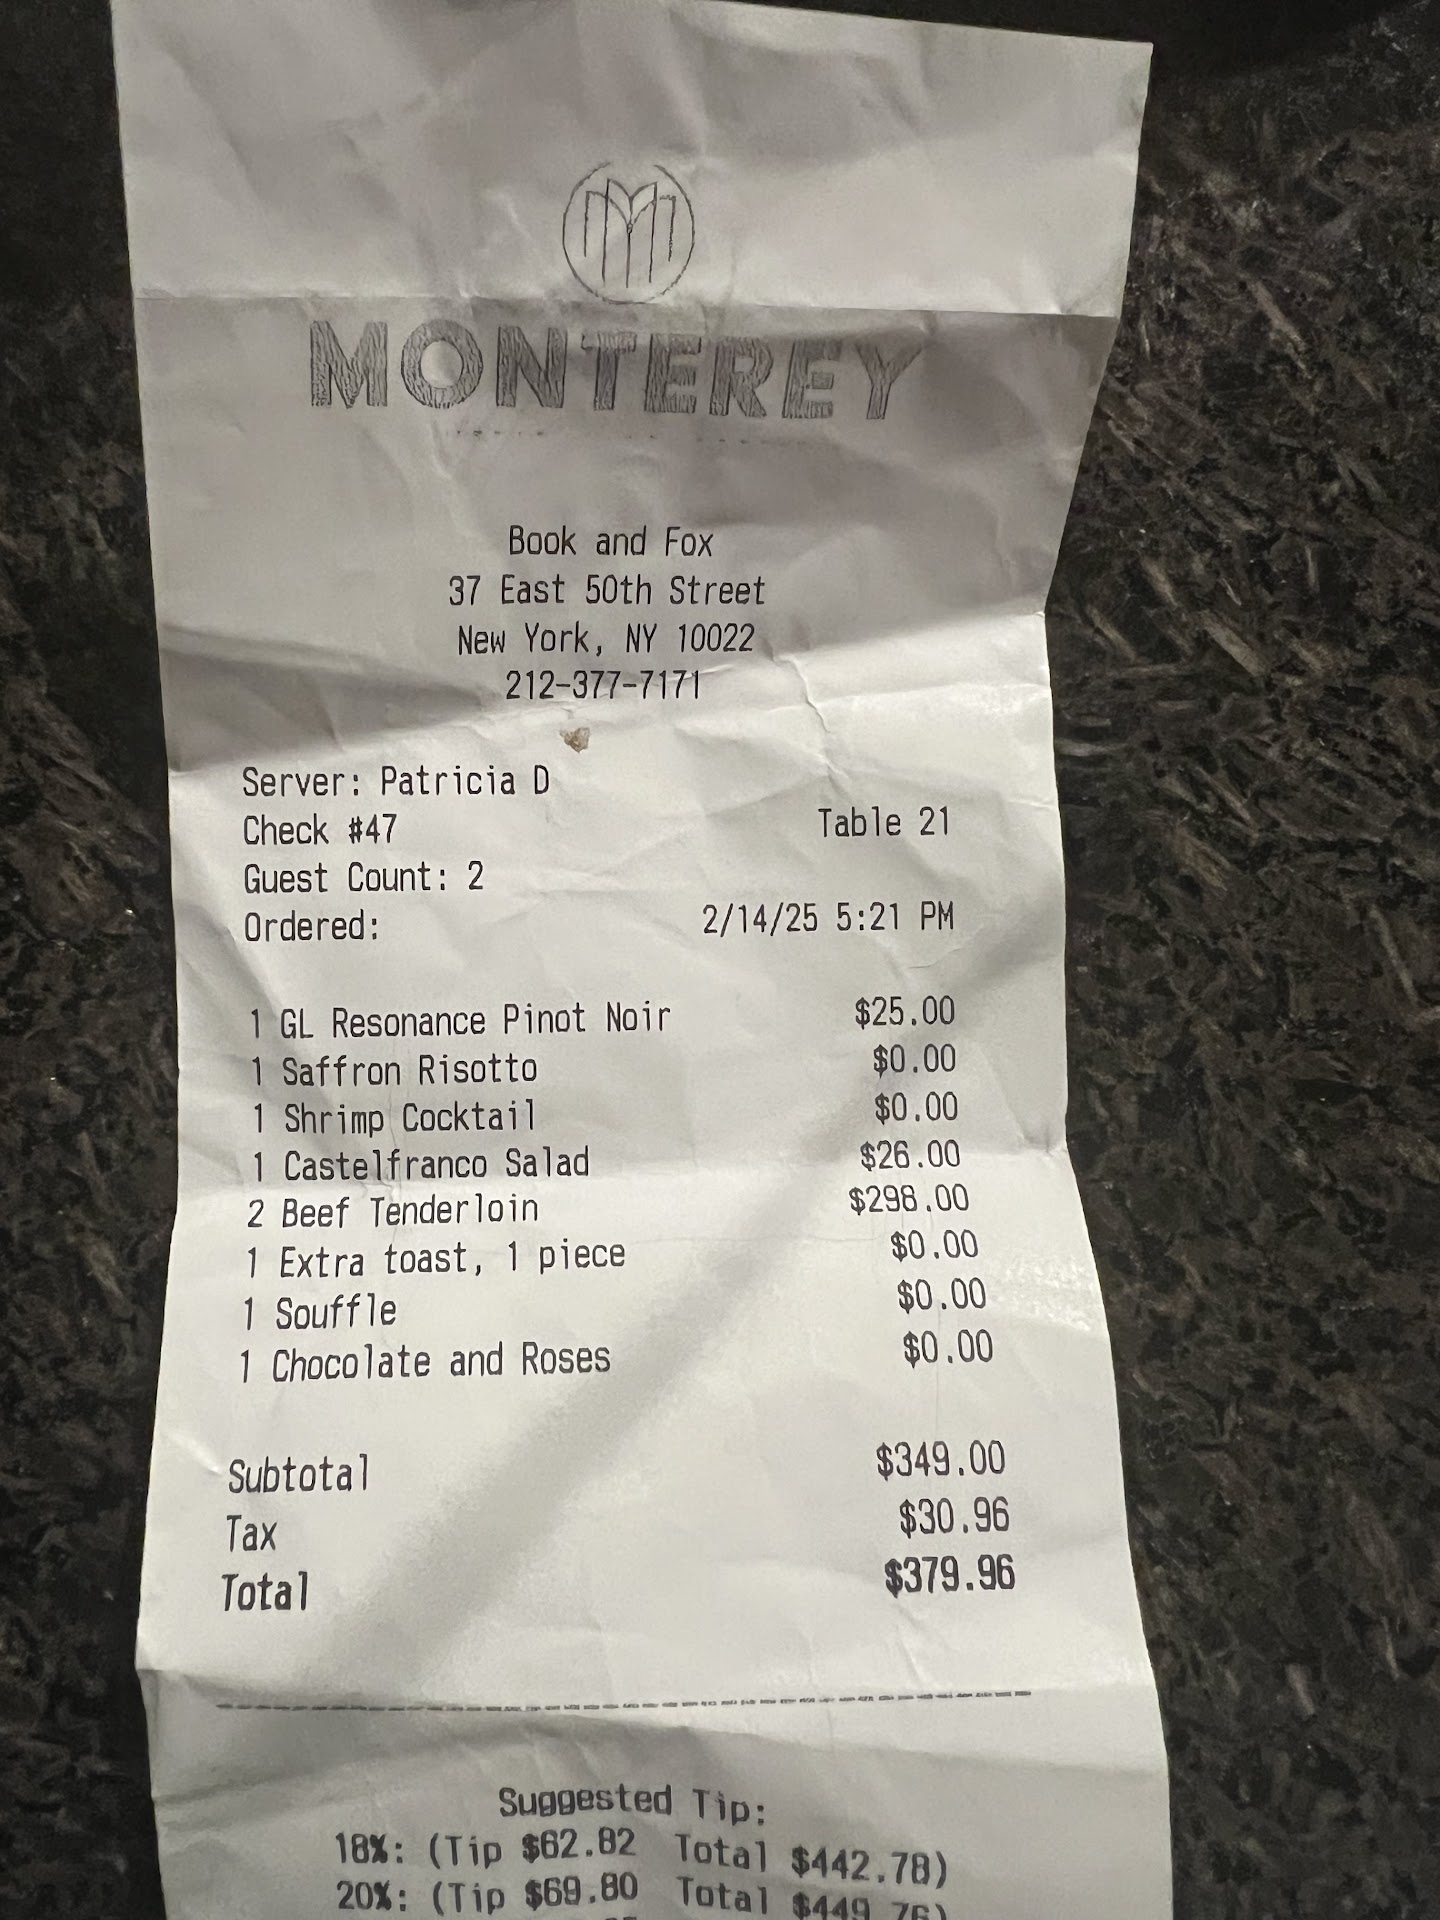 MONTEREY
Book and Fox
37 East 50th Street
New York, NY 10022
212-377-7171
Server: Patricia D
Check #47 Table 21
Guest Count: 2
Ordered: 2/14/25 5:21 PM
1 GL Resonance Pinot Noir $25.00
1 Saffron Risotto $0.00
1 Shrimp Cocktail $0.00
1 Castelfranco Salad $26.00
2 Beef Tenderloin $298.00
1 Extra toast, 1 piece $0.00
1 Souffle $0.00
1 Chocolate and Roses $0.00
Subtotal $349.00
Tax $30.96
Total $379.96
Suggested Tip:
18%: (Tip $62.82 Total $442.78)
20%: (Tip $69.80 Total $449.76)